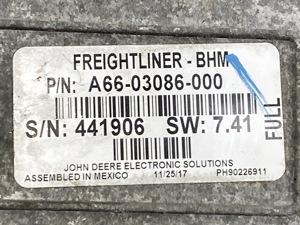 FREIGHTLINER - BHM
P/N: A66-03086-000
S/N: 441906 SW: 7.41
FULL
JOHN DEERE ELECTRONIC SOLUTIONS
ASSEMBLED IN MEXICO 11/25/17 PH90226911